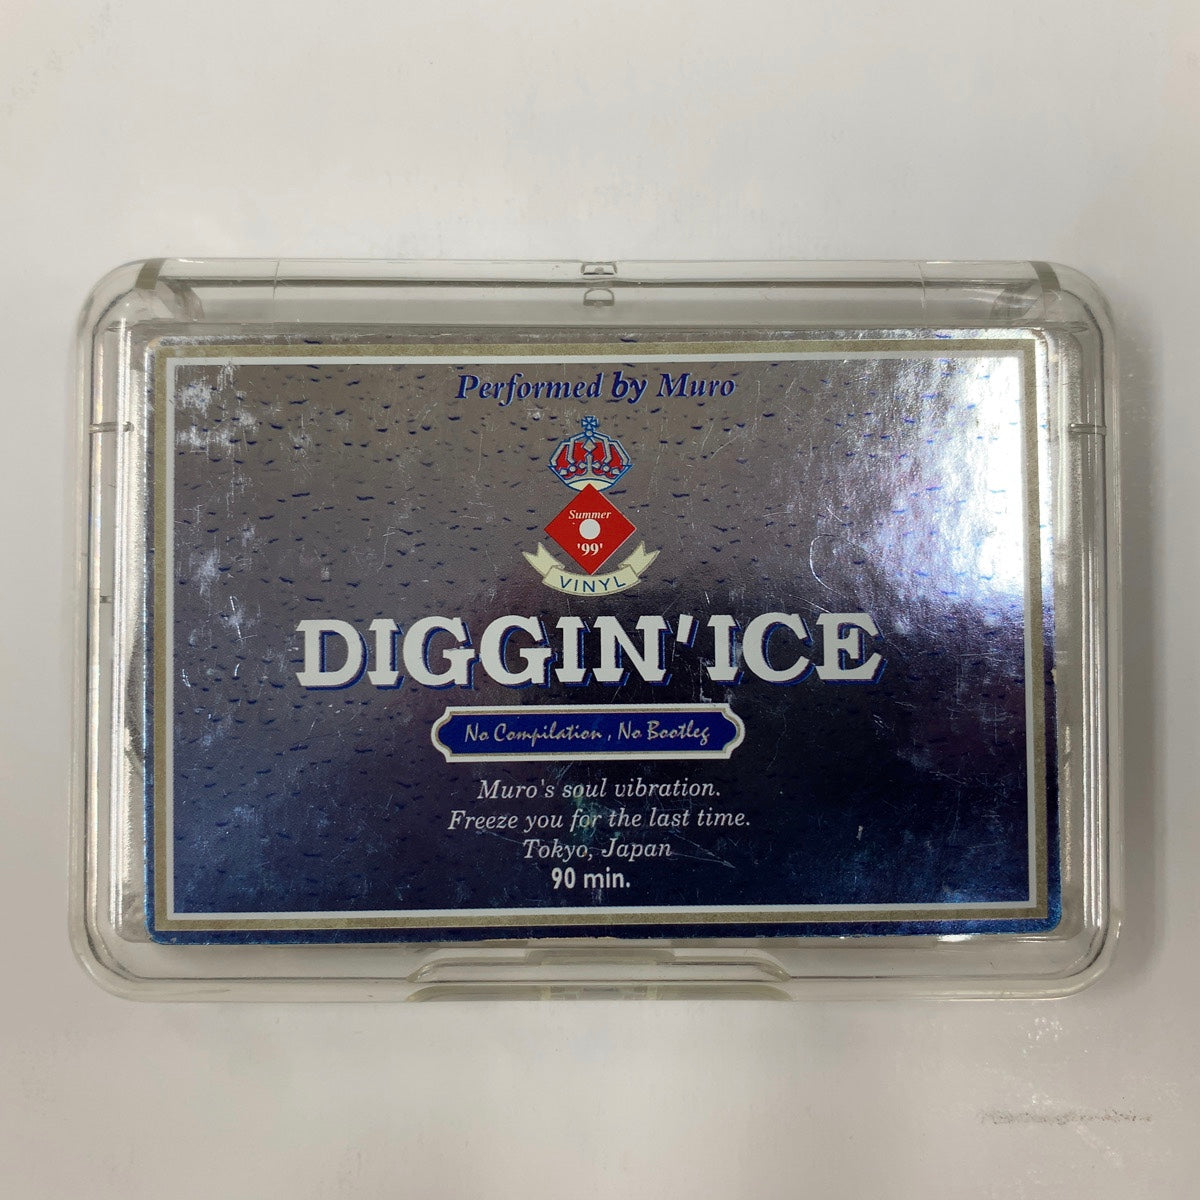 Performed by Muro
Summer
'99'
VINYL
DIGGIN' ICE
No Compilation , No Bootleg
Muro's soul vibration.
Freeze you for the last time.
Tokyo, Japan
90 min.